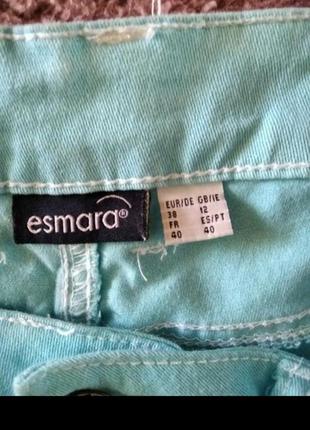 esmara®
EUR/DE GB/IE
38 12
FR ES/PT
40 40